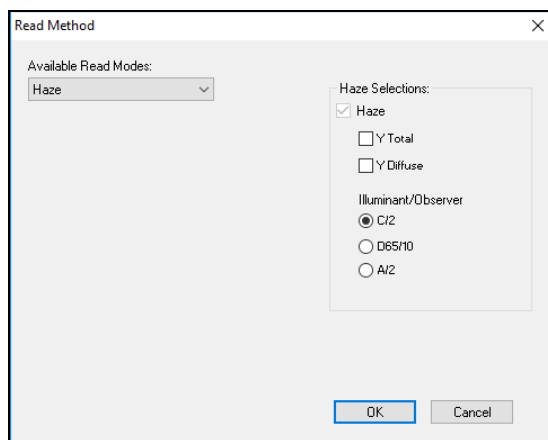 Read Method
Available Read Modes:
Haze
Haze Selections:
Haze
Y Total
Y Diffuse
Illuminant/Observer
C/2
D65/10
A/2
OK
Cancel